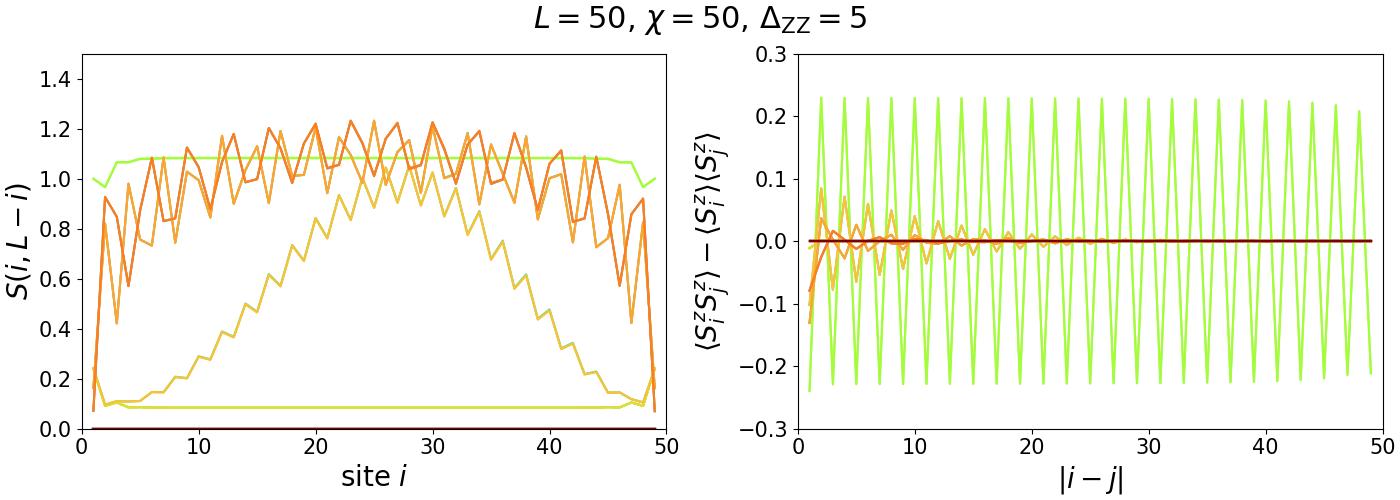 L = 50, χ = 50, Δ_ZZ = 5
S(i, L − i)
1.4
1.2
1.0
0.8
0.6
0.4
0.2
0.0
0 10 20 30 40 50
site i
⟨S_i^z S_j^z⟩ − ⟨S_i^z⟩⟨S_j^z⟩
0.3
0.2
0.1
0.0
−0.1
−0.2
−0.3
0 10 20 30 40 50
|i − j|